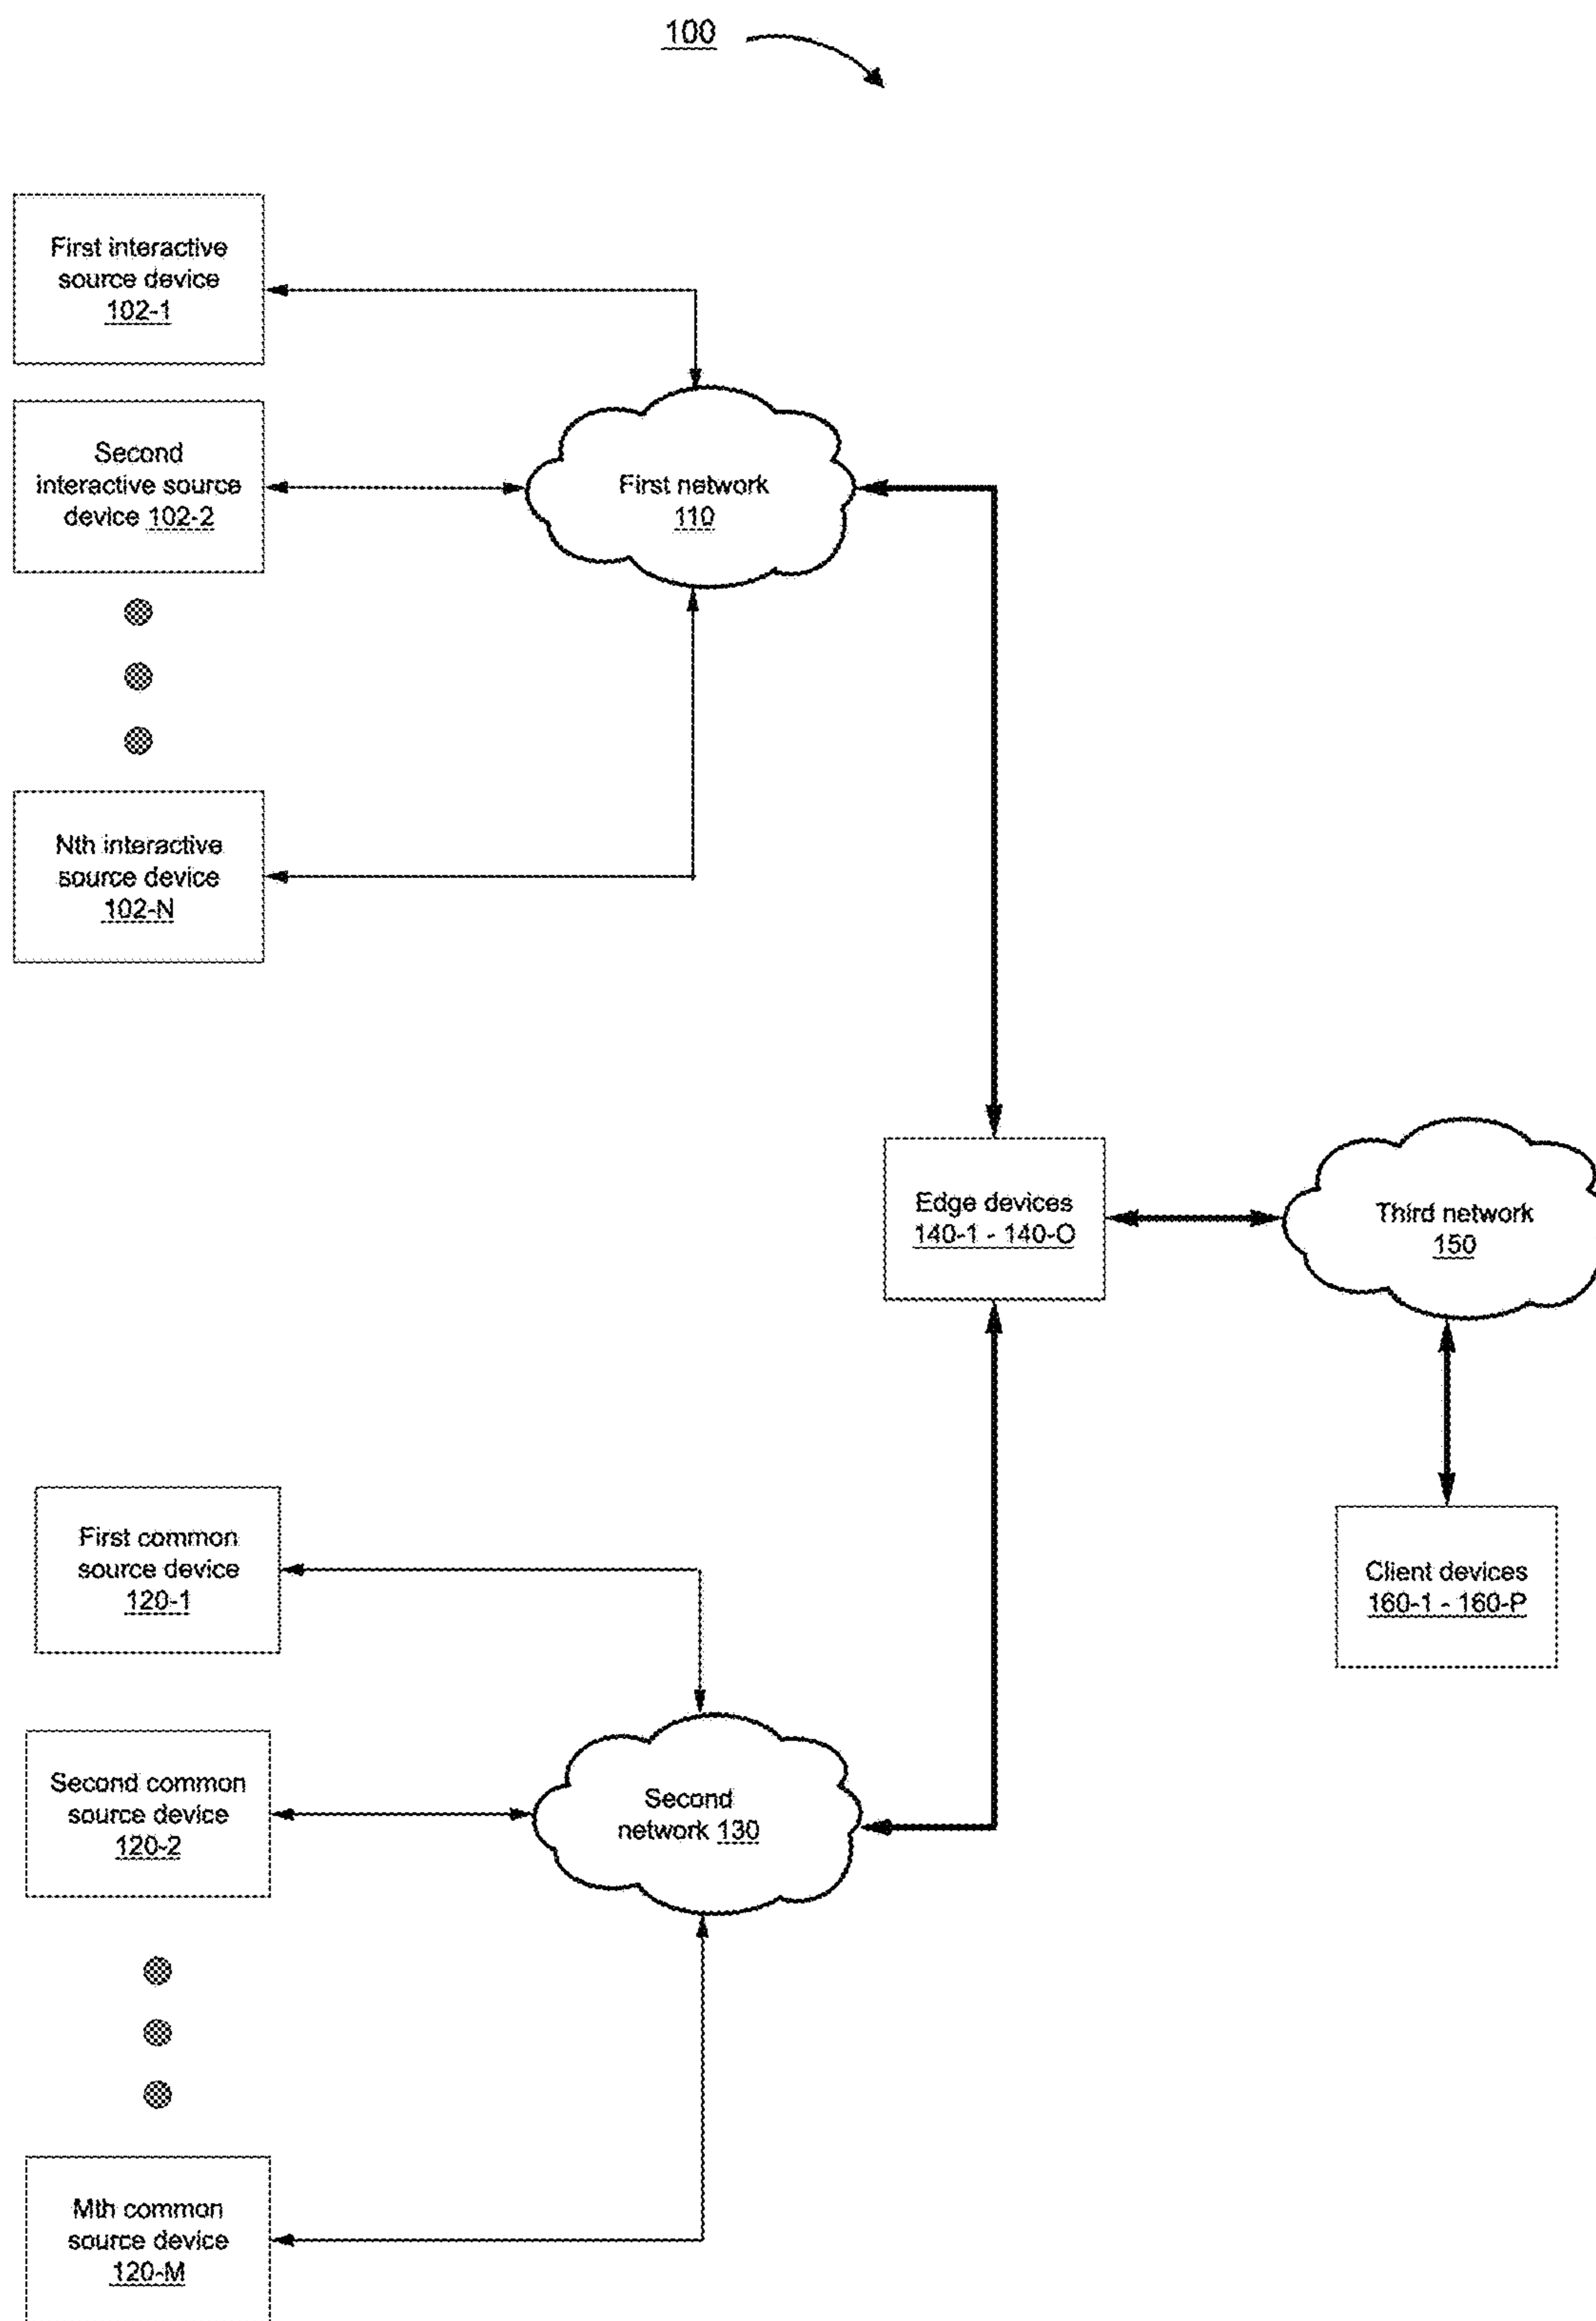 100
First interactive
source device
102-1
Second
interactive source
device 102-2
First network
110
Nth interactive
source device
102-N
Edge devices
140-1 - 140-O
Third network
150
First common
source device
120-1
Client devices
160-1 - 160-P
Second common
source device
120-2
Second
network 130
Mth common
source device
120-M